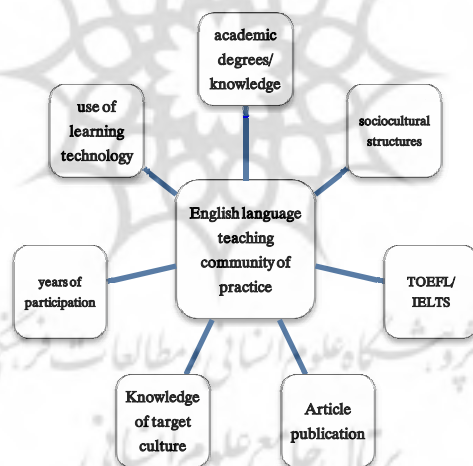 academic
degrees/
knowledge
use of
learning
technology
sociocultural
structures
English language
teaching
community of
practice
years of
participation
TOEFL/
IELTS
Knowledge
of target
culture
Article
publication